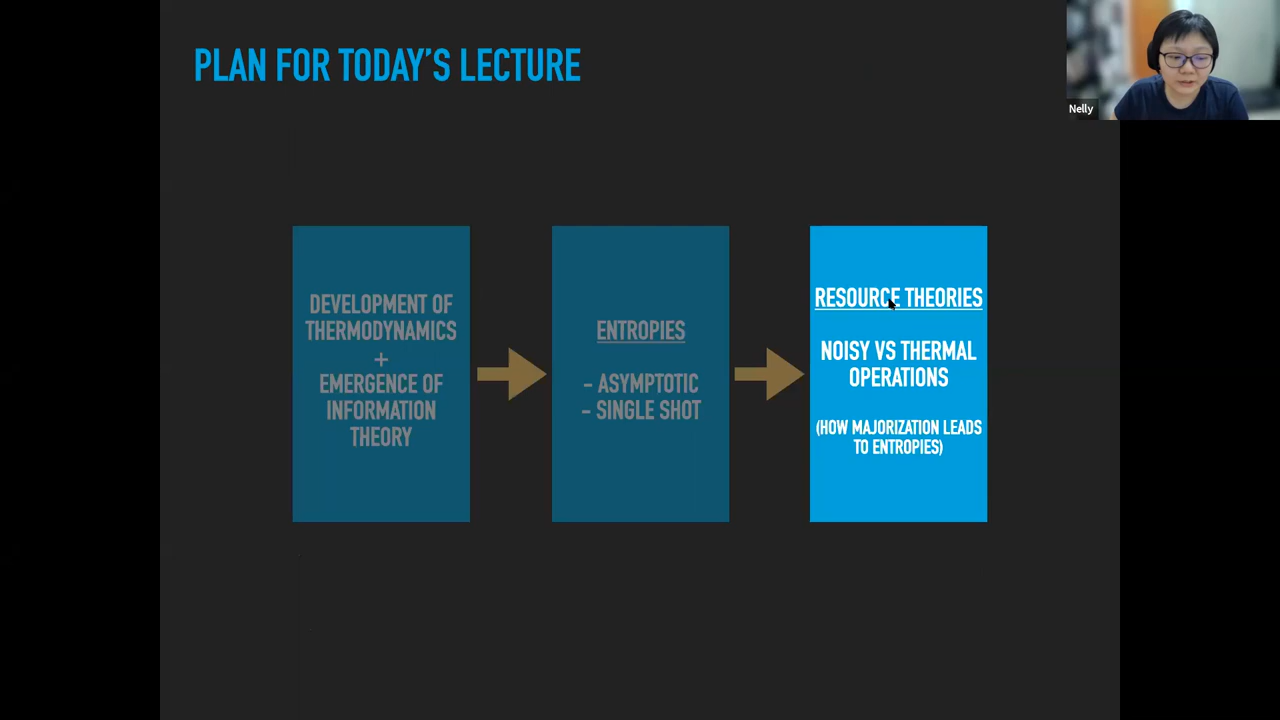 PLAN FOR TODAY'S LECTURE
Nelly
DEVELOPMENT OF
THERMODYNAMICS
+
EMERGENCE OF
INFORMATION
THEORY
ENTROPIES
- ASYMPTOTIC
- SINGLE SHOT
RESOURCE THEORIES
NOISY VS THERMAL
OPERATIONS
(HOW MAJORIZATION LEADS
TO ENTROPIES)